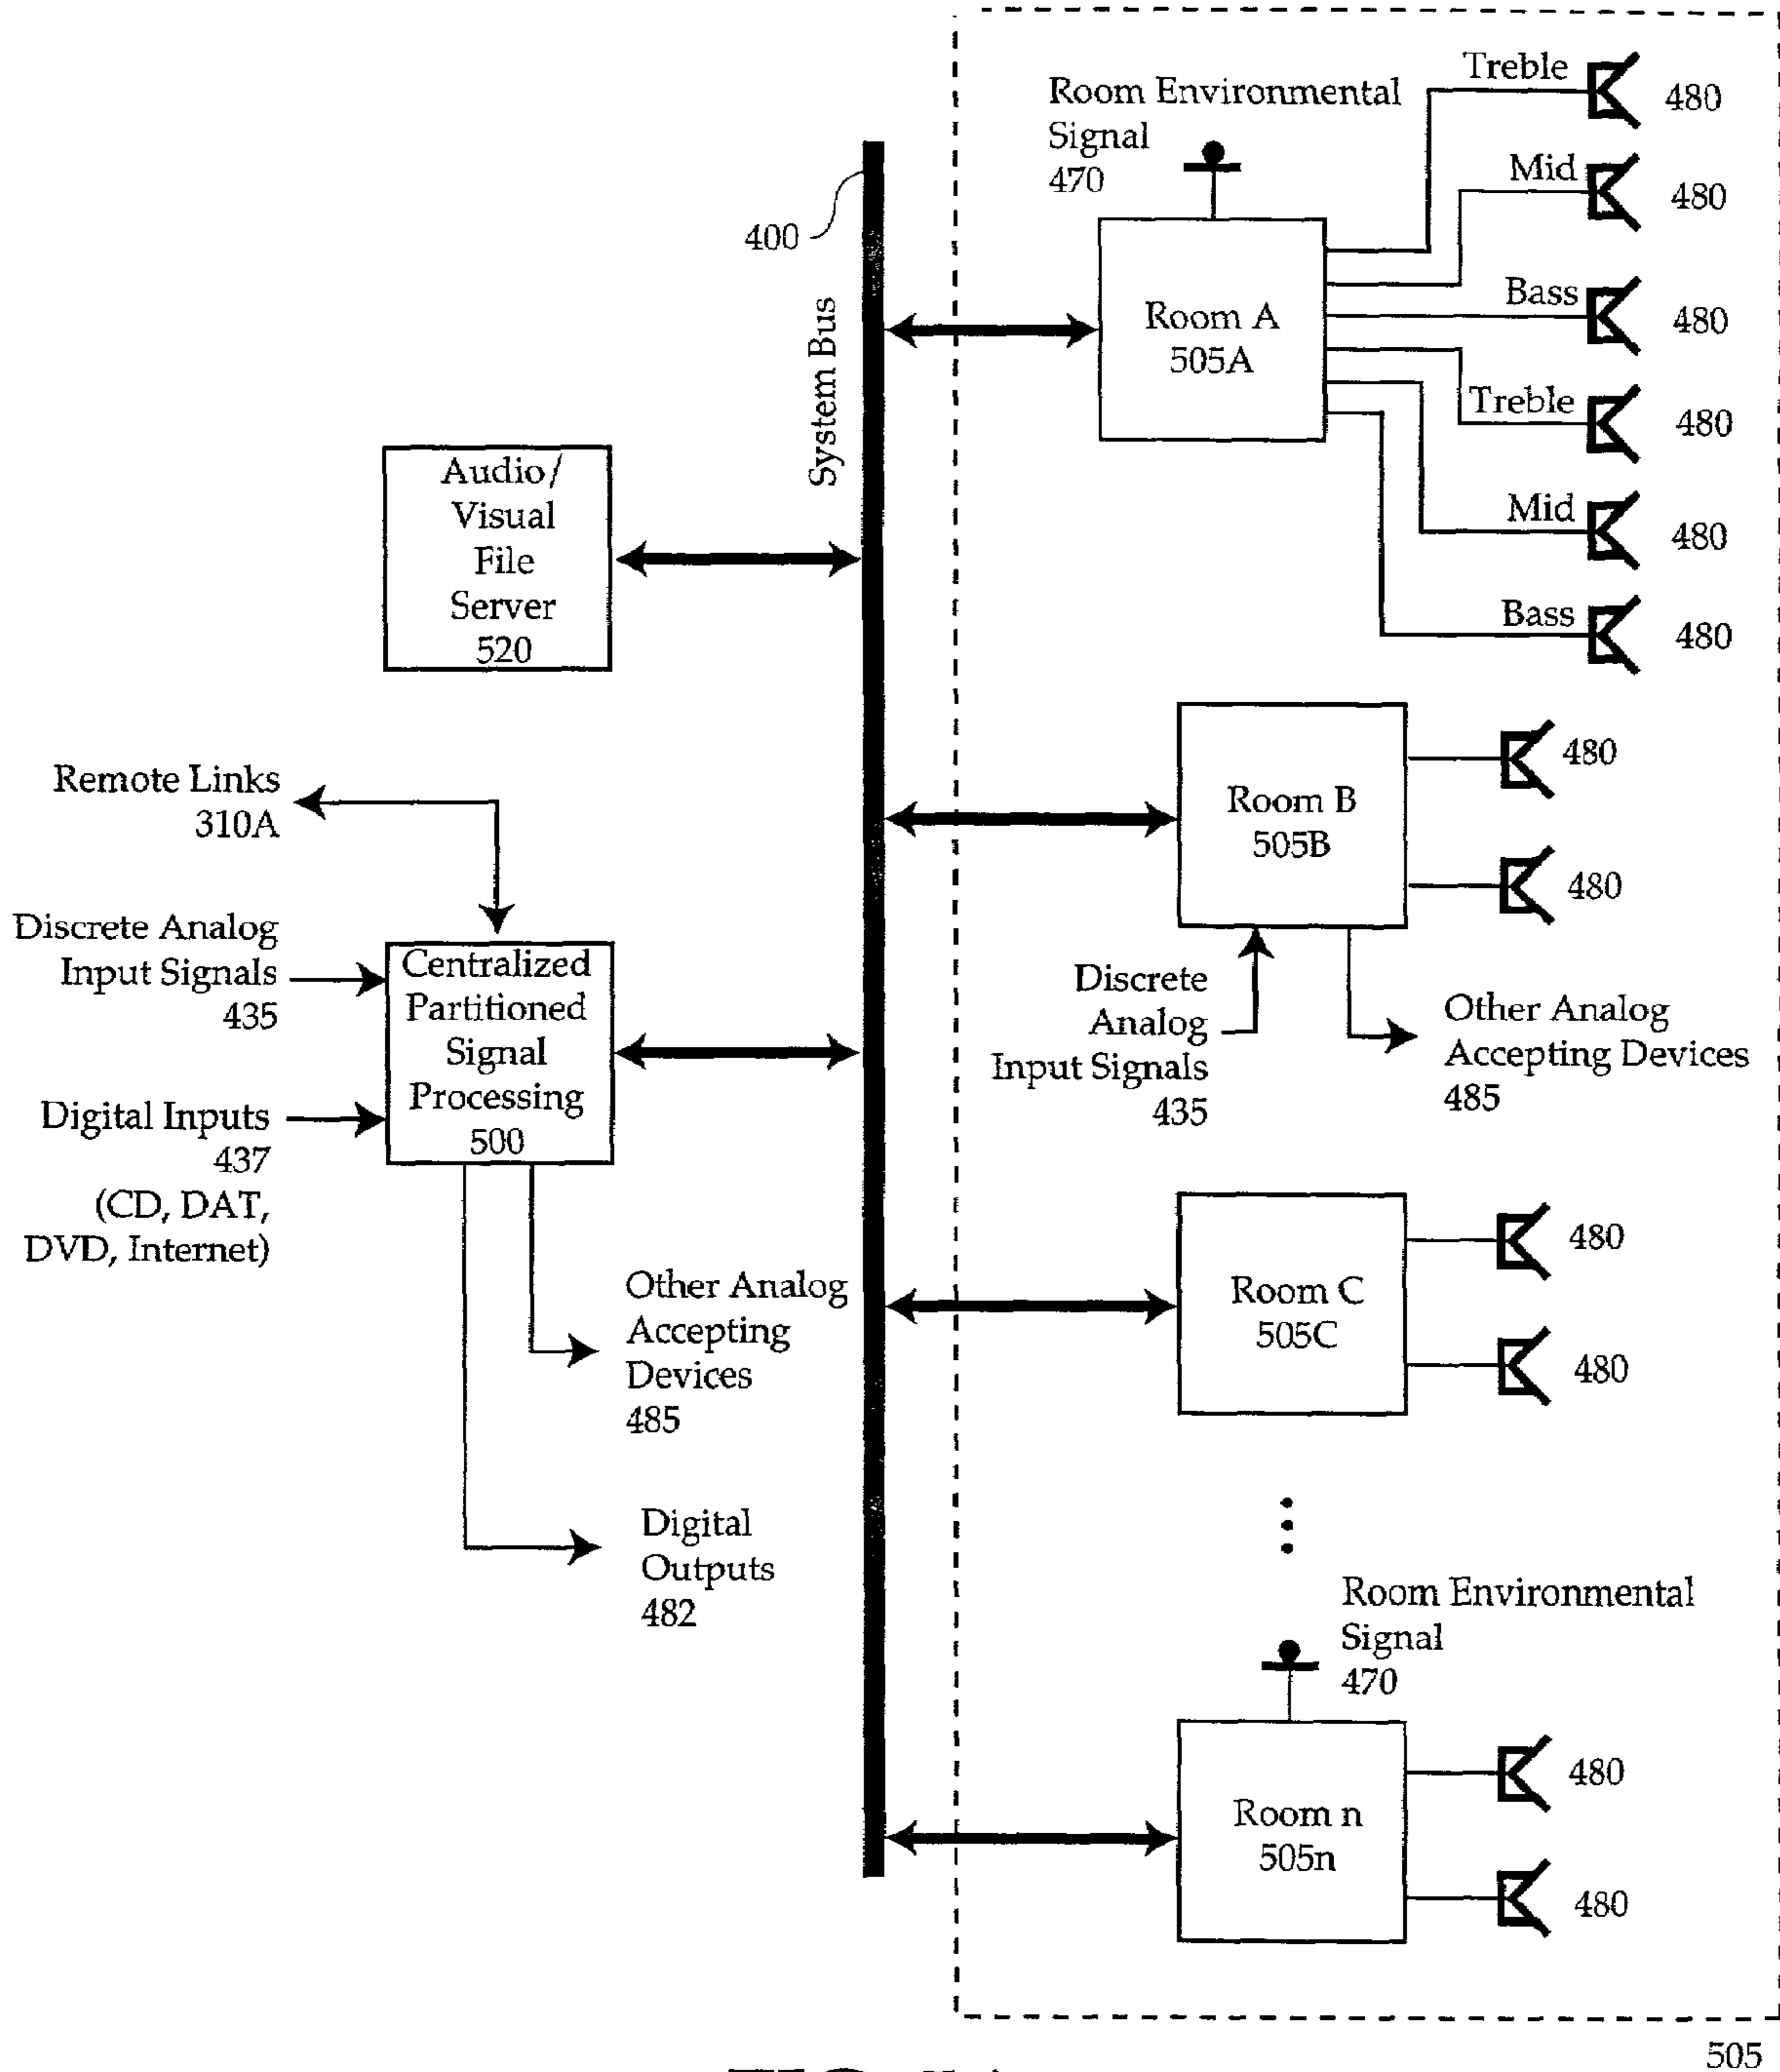 Treble
480
Room Environmental
Signal
470
Mid
480
400
Bass
480
System Bus
Room A
505A
Treble
480
Mid
480
Bass
480
Audio/
Visual
File
Server
520
480
Room B
505B
480
Remote Links
310A
Discrete Analog
Input Signals
435
Centralized
Partitioned
Signal
Processing
500
Digital Inputs
437
(CD, DAT,
DVD, Internet)
Discrete
Analog
Input Signals
435
Other Analog
Accepting Devices
485
480
Room C
505C
480
Other Analog
Accepting
Devices
485
Digital
Outputs
482
Room Environmental
Signal
470
480
Room n
505n
480
505